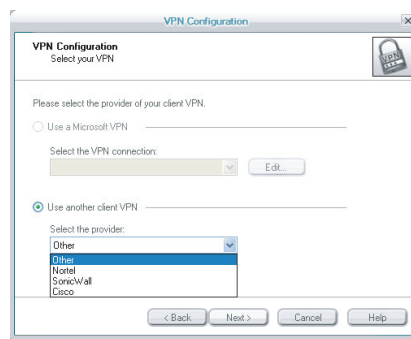 VPN Configuration
VPN Configuration
Select your VPN
VPN
Please select the provider of your client VPN.
Use a Microsoft VPN
Select the VPN connection:
Edit...
Use another client VPN
Select the provider:
Other
Other
Nortel
SonicWall
Cisco
< Back
Next >
Cancel
Help